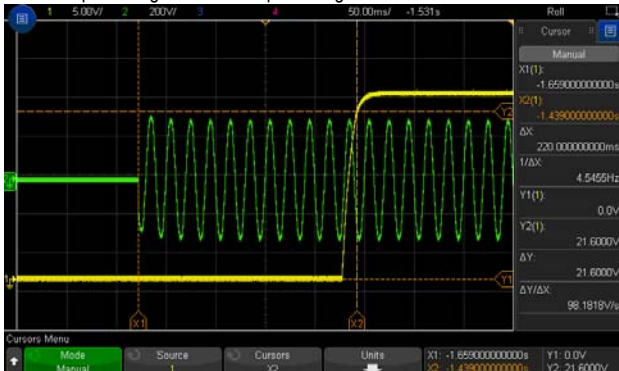 1 5.00V/ 2 200V/ 3 4 50.00ms/ -1.531s Roll
Cursor
Manual
X1(1):
-1.659000000000s
X2(1):
-1.439000000000s
ΔX:
220.000000000ms
1/ΔX:
4.5455Hz
Y1(1):
0.0V
Y2(1):
21.6000V
ΔY:
21.6000V
ΔY/ΔX:
98.1818V/s
Y2
Y1
X1 X2
Cursors Menu
Mode Source Cursors Units X1: -1.659000000000s Y1: 0.0V
Manual 1 X2 X2: -1.439000000000s Y2: 21.6000V